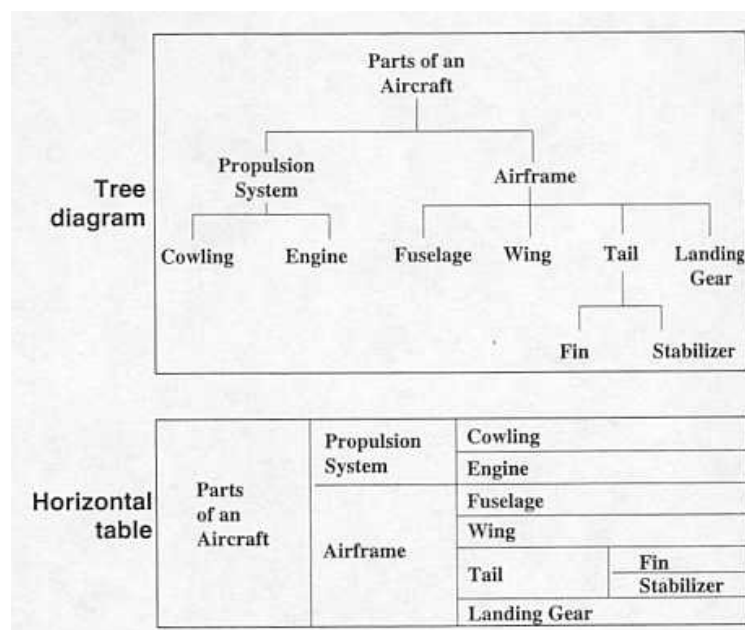 Parts of an
Aircraft
Propulsion
System
Airframe
Tree
diagram
Cowling
Engine
Fuselage
Wing
Tail
Landing
Gear
Fin
Stabilizer
Horizontal
table
Parts
of an
Aircraft
Propulsion
System
Cowling
Engine
Airframe
Fuselage
Wing
Tail
Fin
Stabilizer
Landing Gear